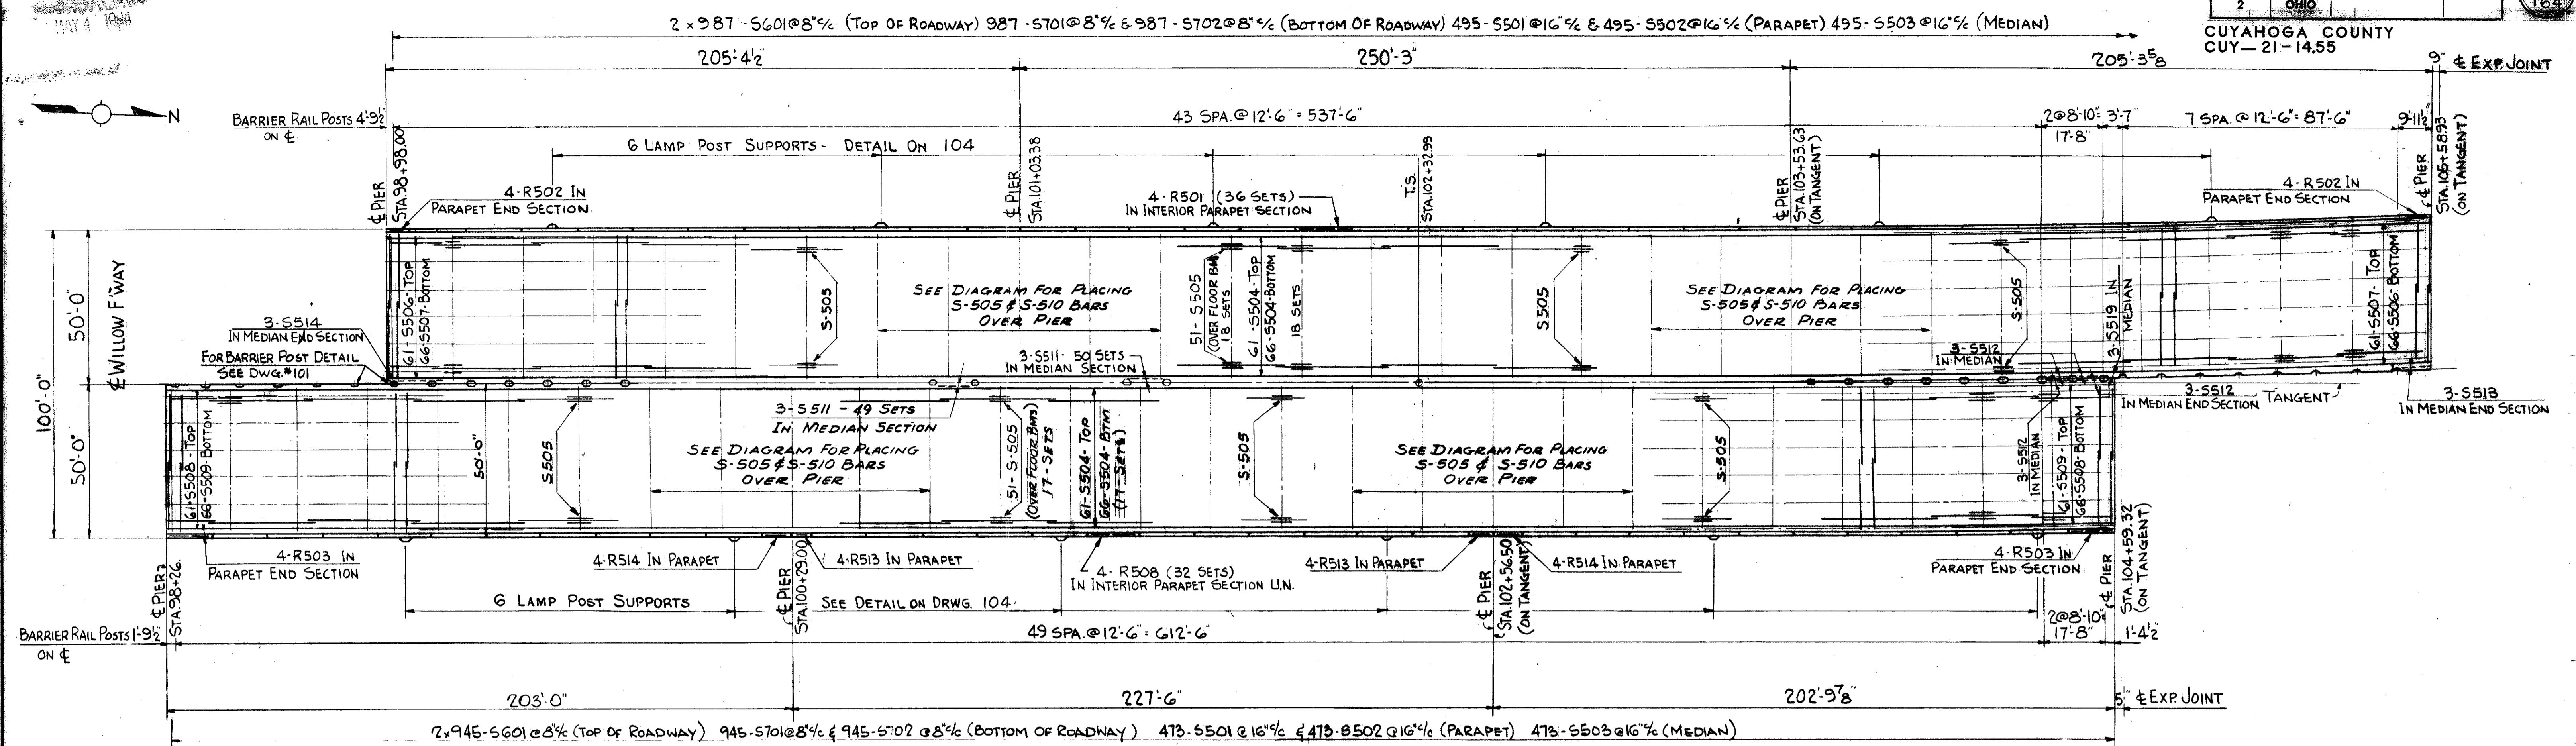 MAY 4
2 OHIO
164
CUYAHOGA COUNTY
CUY—21-14.55
2 × 987 -S601@8"c/c (TOP OF ROADWAY) 987 -S701@8"c/c & 987 -S702@8"c/c (BOTTOM OF ROADWAY) 495-S501@16"c/c & 495-S502@16"c/c (PARAPET) 495-S503@16"c/c (MEDIAN)
205'-4½"
250'-3"
205'-3⅝
9" ℄ EXP. JOINT
N
BARRIER RAIL POSTS 4'-9½"
ON ℄
43 SPA. @ 12'-6" = 537'-6"
2@8'-10"=
17'-8"
3'-7"
7 SPA. @ 12'-6" = 87'-6"
9'-11½"
6 LAMP POST SUPPORTS - DETAIL ON 104
℄ PIER
STA. 98+98.00
℄ PIER
STA. 101+03.38
T.S.
STA. 102+32.99
℄ PIER
STA. 103+53.63
(ON TANGENT)
℄ PIER
STA. 105+58.93
(ON TANGENT)
4-R502 IN
PARAPET END SECTION
4-R501 (36 SETS)
IN INTERIOR PARAPET SECTION
4-R502 IN
PARAPET END SECTION
100'-0"
50'-0"
50'-0"
℄ WILLOW F'WAY
61-S506-TOP
66-S507-BOTTOM
S-505
SEE DIAGRAM FOR PLACING
S-505 & S-510 BARS
OVER PIER
51-S505
(OVER FLOOR BM)
18 SETS
61-S504-TOP
66-S504-BOTTOM
18 SETS
S505
SEE DIAGRAM FOR PLACING
S-505 & S-510 BARS
OVER PIER
S-505
3-S519 IN
MEDIAN
61-S507-TOP
66-S506-BOTTOM
3-S514
IN MEDIAN END SECTION
FOR BARRIER POST DETAIL
SEE DWG. #101
3-S511- 50 SETS
IN MEDIAN SECTION
3-S512
IN MEDIAN
3-S511 - 49 SETS
IN MEDIAN SECTION
3-S512
IN MEDIAN END SECTION
TANGENT
3-S513
IN MEDIAN END SECTION
61-S508-TOP
66-S509-BOTTOM
50'-0"
S505
SEE DIAGRAM FOR PLACING
S-505 & S-510 BARS
OVER PIER
51-S-505
(OVER FLOOR BMS)
17-SETS
61-S504-TOP
66-S504-BTM
(17-SETS)
S-505
SEE DIAGRAM FOR PLACING
S-505 & S-510 BARS
OVER PIER
S-505
3-S512
IN MEDIAN
61-S509-TOP
66-S508-BOTTOM
4-R503 IN
PARAPET END SECTION
4-R514 IN PARAPET
4-R513 IN PARAPET
4-R508 (32 SETS)
IN INTERIOR PARAPET SECTION U.N.
4-R513 IN PARAPET
4-R514 IN PARAPET
4-R503 IN
PARAPET END SECTION
℄ PIER
STA. 98+26.
℄ PIER
STA. 100+29.00
℄ PIER
STA. 102+56.50
(ON TANGENT)
℄ PIER
STA. 104+59.32
(ON TANGENT)
6 LAMP POST SUPPORTS
SEE DETAIL ON DRWG. 104
BARRIER RAIL POSTS 1'-9½"
ON ℄
49 SPA. @ 12'-6" = 612'-6"
2@8'-10"=
17'-8"
1'-4½"
203'-0"
227'-6"
202'-9⅞"
5" ℄ EXP. JOINT
2×945-S601@8"c/c (TOP OF ROADWAY) 945-S701@8"c/c & 945-S702@8"c/c (BOTTOM OF ROADWAY) 473-S501@16"c/c & 473-S502@16"c/c (PARAPET) 473-S503@16"c/c (MEDIAN)